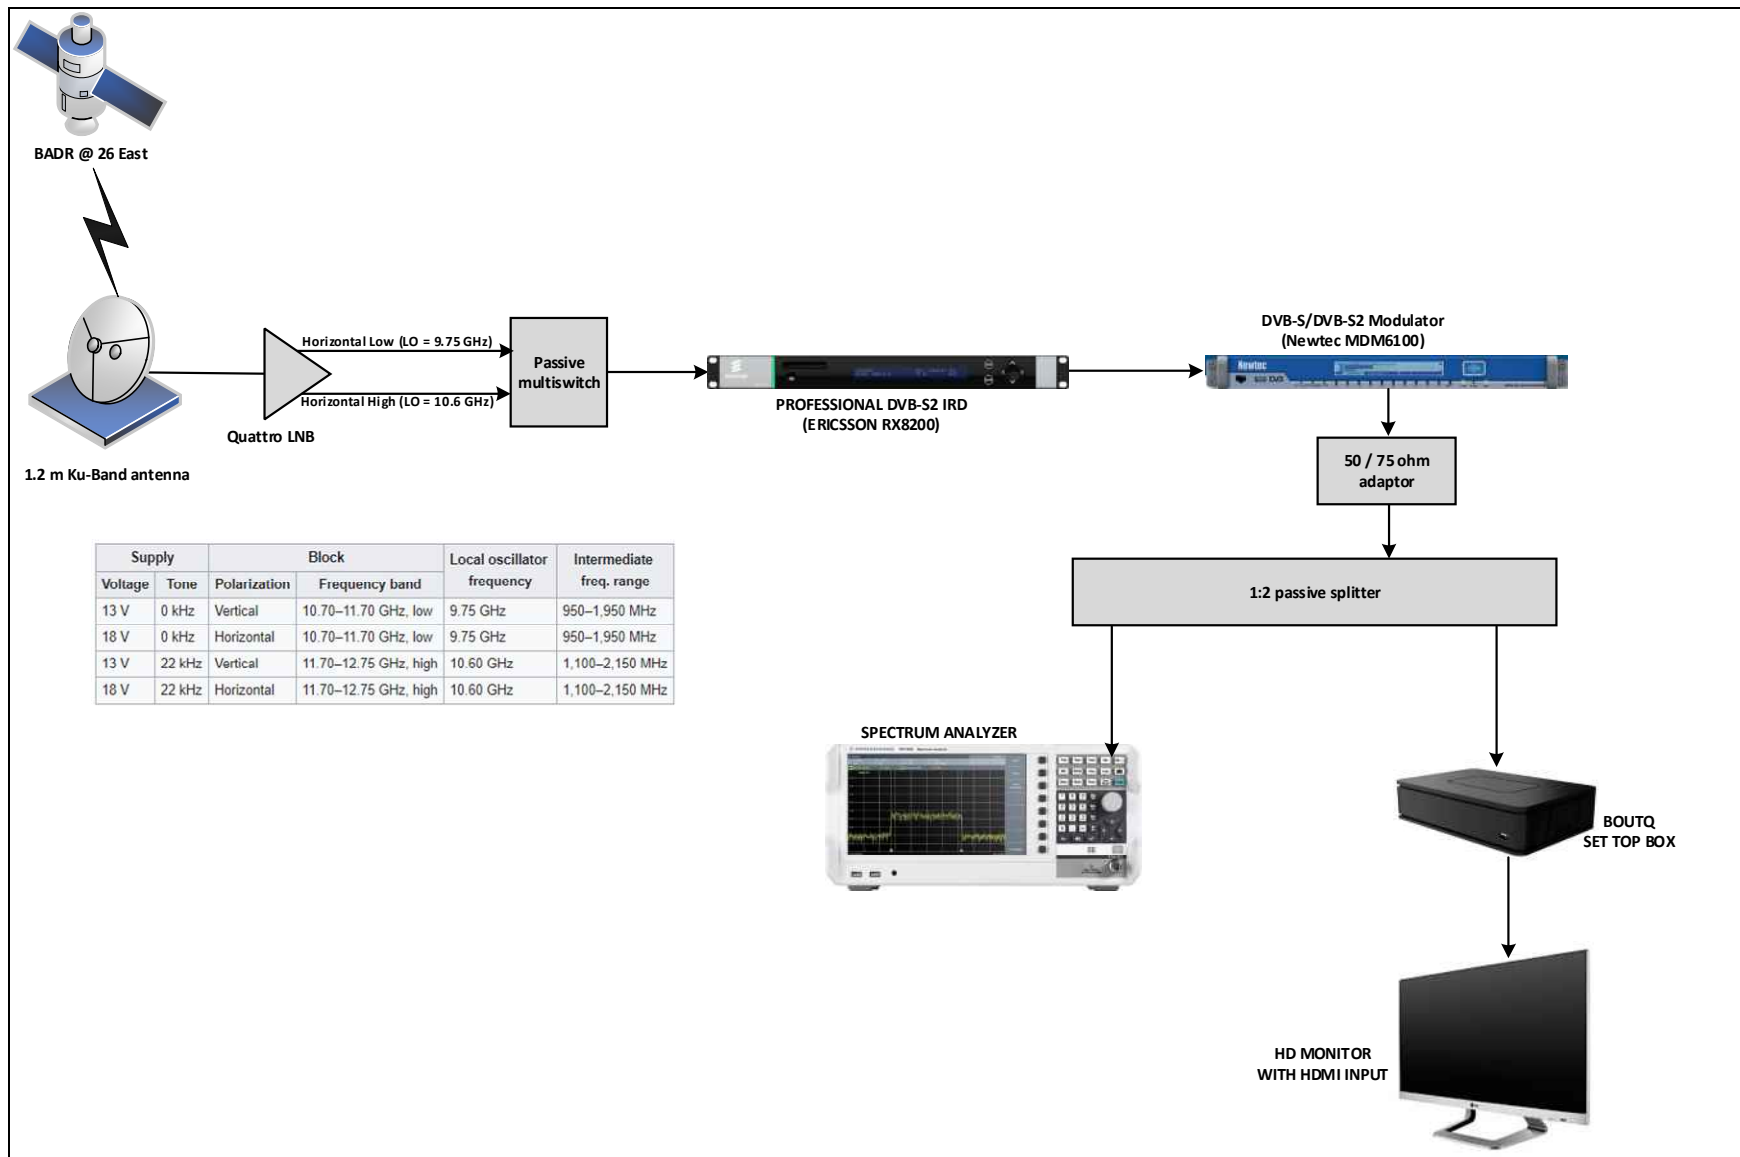 BADR @ 26 East
Horizontal Low (LO = 9.75 GHz)
Horizontal High (LO = 10.6 GHz)
Quattro LNB
1.2 m Ku-Band antenna
Passive
multiswitch
PROFESSIONAL DVB-S2 IRD
(ERICSSON RX8200)
DVB-S/DVB-S2 Modulator
(Newtec MDM6100)
Newtec
50 / 75 ohm
adaptor
1:2 passive splitter
Supply Block Local oscillator frequency Intermediate freq. range
Voltage Tone Polarization Frequency band
13 V 0 kHz Vertical 10.70–11.70 GHz, low 9.75 GHz 950–1,950 MHz
18 V 0 kHz Horizontal 10.70–11.70 GHz, low 9.75 GHz 950–1,950 MHz
13 V 22 kHz Vertical 11.70–12.75 GHz, high 10.60 GHz 1,100–2,150 MHz
18 V 22 kHz Horizontal 11.70–12.75 GHz, high 10.60 GHz 1,100–2,150 MHz
SPECTRUM ANALYZER
BOUTQ
SET TOP BOX
HD MONITOR
WITH HDMI INPUT